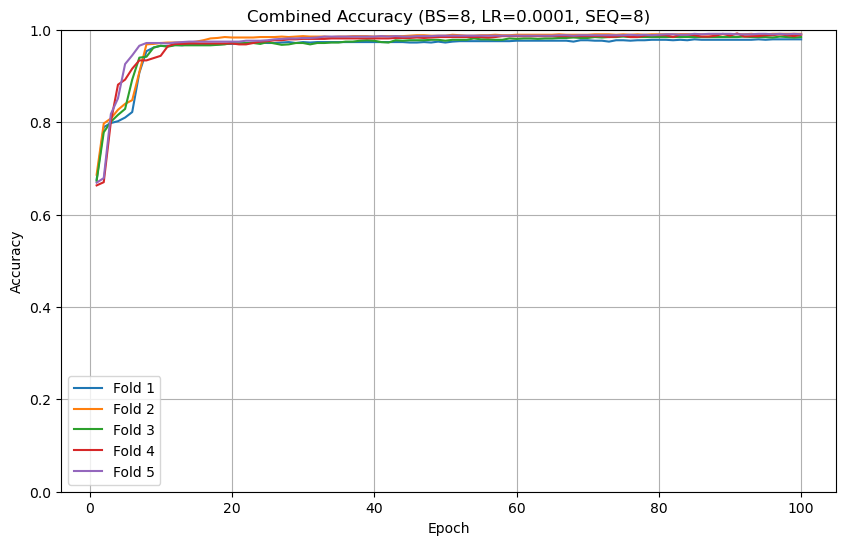 Combined Accuracy (BS=8, LR=0.0001, SEQ=8)
1.0
0.8
0.6
0.4
0.2
0.0
Accuracy
Fold 1
Fold 2
Fold 3
Fold 4
Fold 5
0 20 40 60 80 100
Epoch